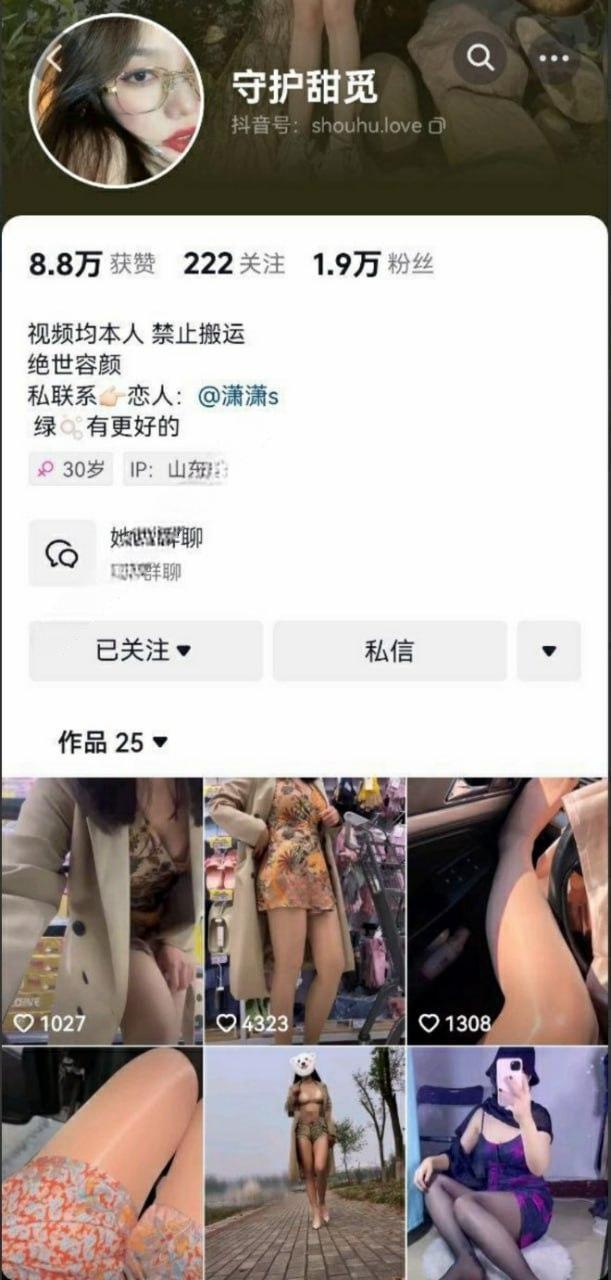 守护甜觅
抖音号：shouhu.love
8.8万 获赞 222 关注 1.9万 粉丝
视频均本人 禁止搬运
绝世容颜
私联系👉🏻恋人：@潇潇s
绿🫧有更好的
30岁 IP：山东
她 群聊
群聊
已关注 私信
作品 25
1027 4323 1308